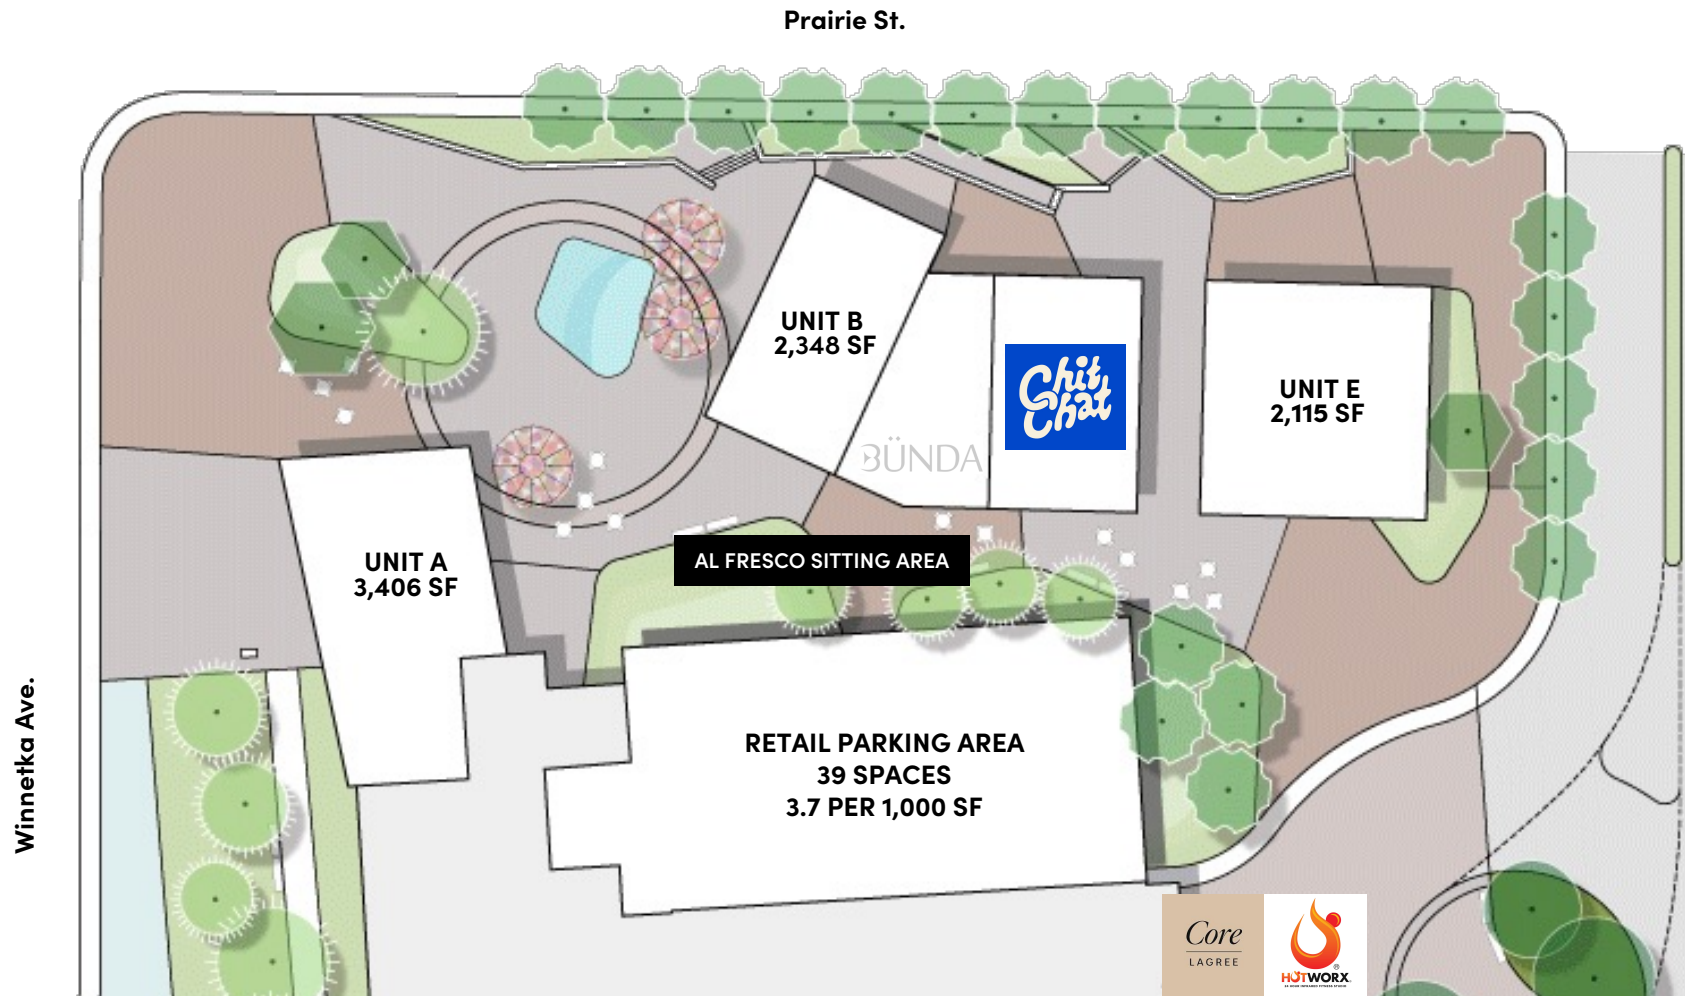 Prairie St.
UNIT B
2,348 SF
Chit
Chat
UNIT E
2,115 SF
BÜNDA
UNIT A
3,406 SF
AL FRESCO SITTING AREA
Winnetka Ave.
RETAIL PARKING AREA
39 SPACES
3.7 PER 1,000 SF
Core
LAGREE
HOTWORX